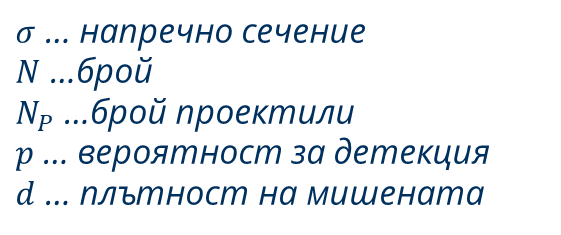 σ ... напречно сечение
N ...брой
N_P ...брой проектили
p ... вероятност за детекция
d ... плътност на мишената